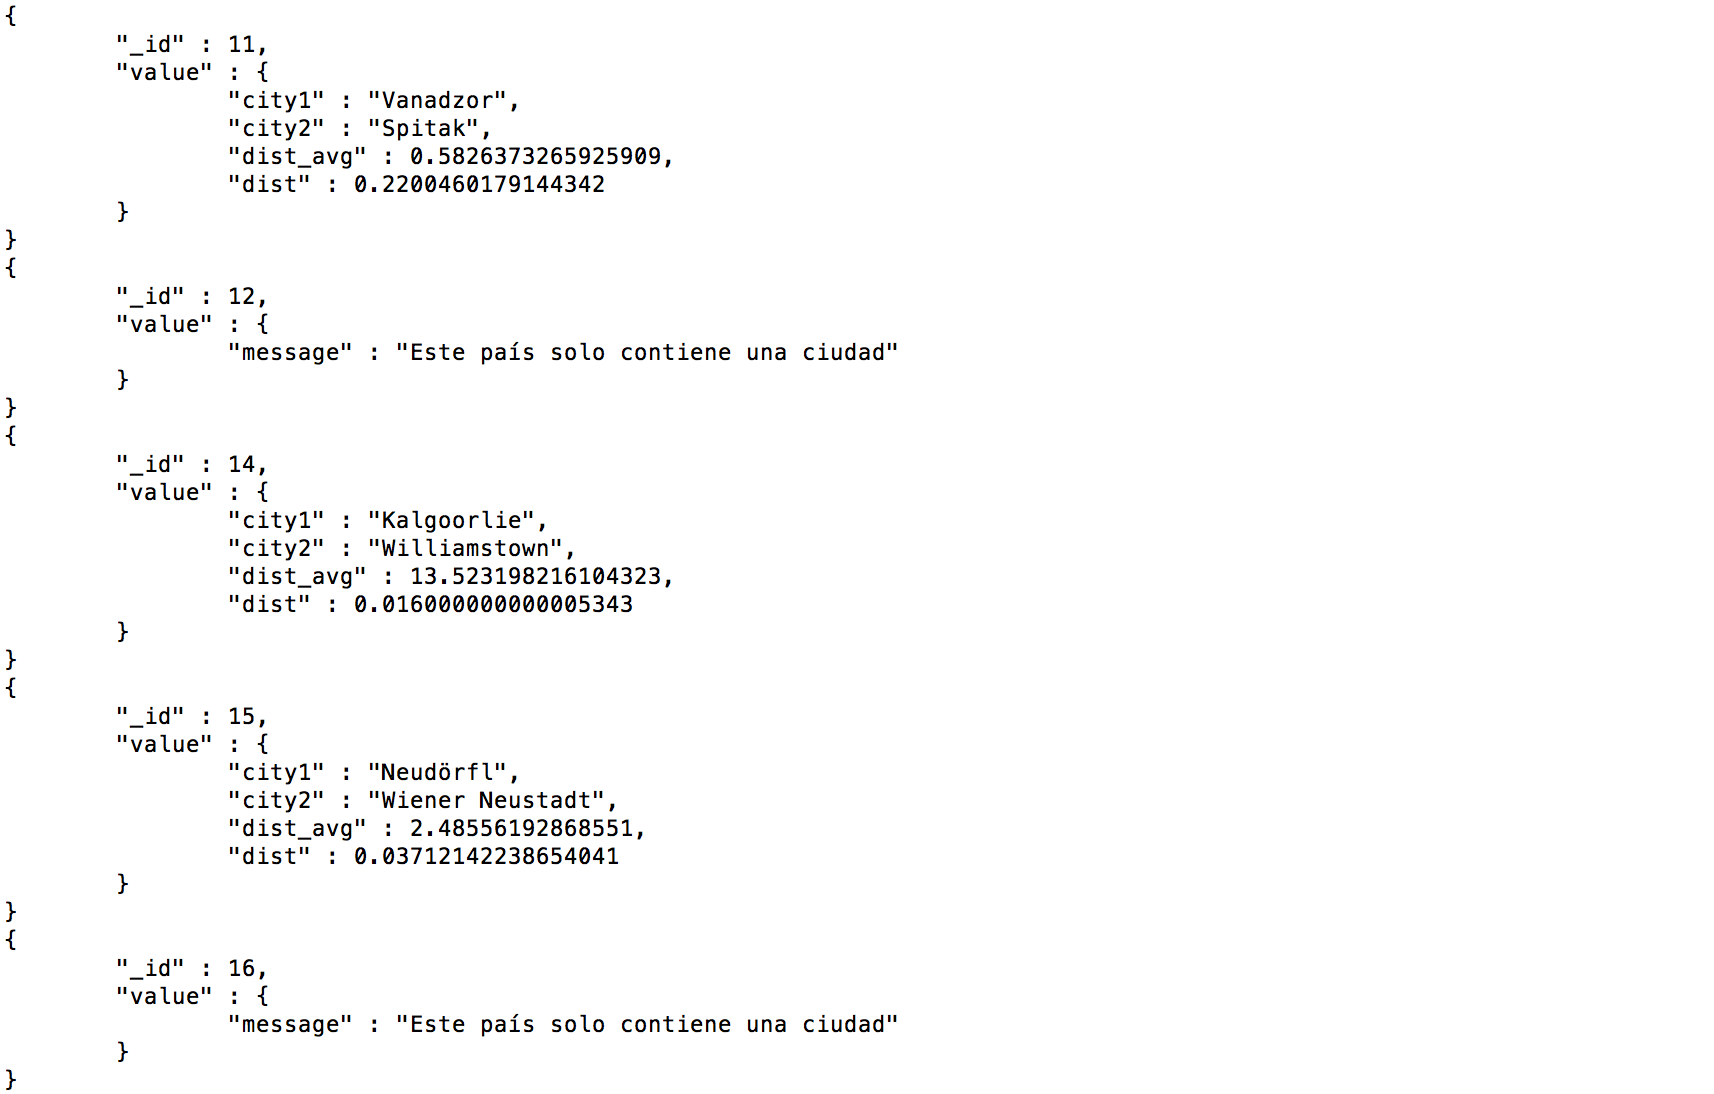 {
	"_id" : 11,
	"value" : {
		"city1" : "Vanadzor",
		"city2" : "Spitak",
		"dist_avg" : 0.5826373265925909,
		"dist" : 0.2200460179144342
	}
}
{
	"_id" : 12,
	"value" : {
		"message" : "Este país solo contiene una ciudad"
	}
}
{
	"_id" : 14,
	"value" : {
		"city1" : "Kalgoorlie",
		"city2" : "Williamstown",
		"dist_avg" : 13.523198216104323,
		"dist" : 0.016000000000005343
	}
}
{
	"_id" : 15,
	"value" : {
		"city1" : "Neudörfl",
		"city2" : "Wiener Neustadt",
		"dist_avg" : 2.48556192868551,
		"dist" : 0.03712142238654041
	}
}
{
	"_id" : 16,
	"value" : {
		"message" : "Este país solo contiene una ciudad"
	}
}